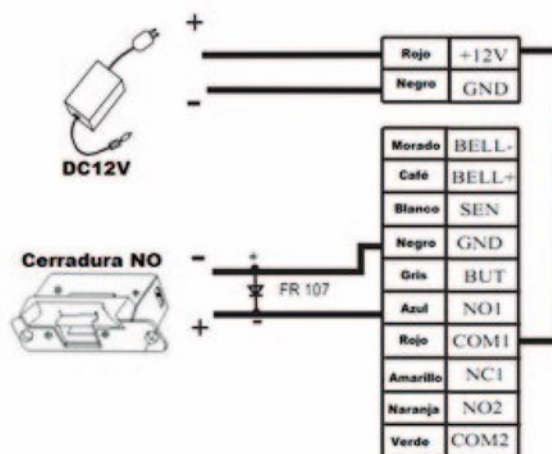 +
-
DC12V
Rojo +12V
Negro GND
Morado BELL-
Café BELL+
Blanco SEN
Negro GND
Gris BUT
Azul NO1
Rojo COM1
Amarillo NC1
Naranja NO2
Verde COM2
Cerradura NO
-
+
+
FR 107
-